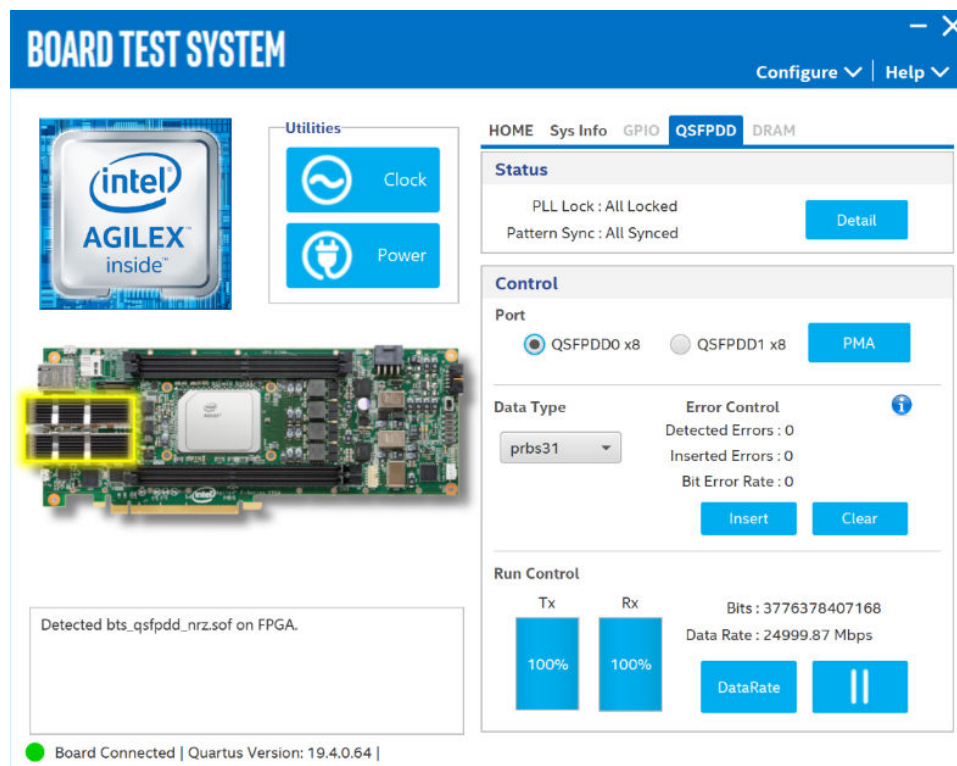 BOARD TEST SYSTEM
Configure | Help
intel
AGILEX
inside
Utilities
Clock
Power
HOME Sys Info GPIO QSFPDD DRAM
Status
PLL Lock : All Locked
Pattern Sync : All Synced
Detail
Control
Port
QSFPDD0 x8 QSFPDD1 x8 PMA
Data Type Error Control
Detected Errors : 0
prbs31 Inserted Errors : 0
Bit Error Rate : 0
Insert Clear
Run Control
Tx Rx Bits : 3776378407168
Data Rate : 24999.87 Mbps
100% 100%
DataRate
Detected bts_qsfpdd_nrz.sof on FPGA.
Board Connected | Quartus Version: 19.4.0.64 |